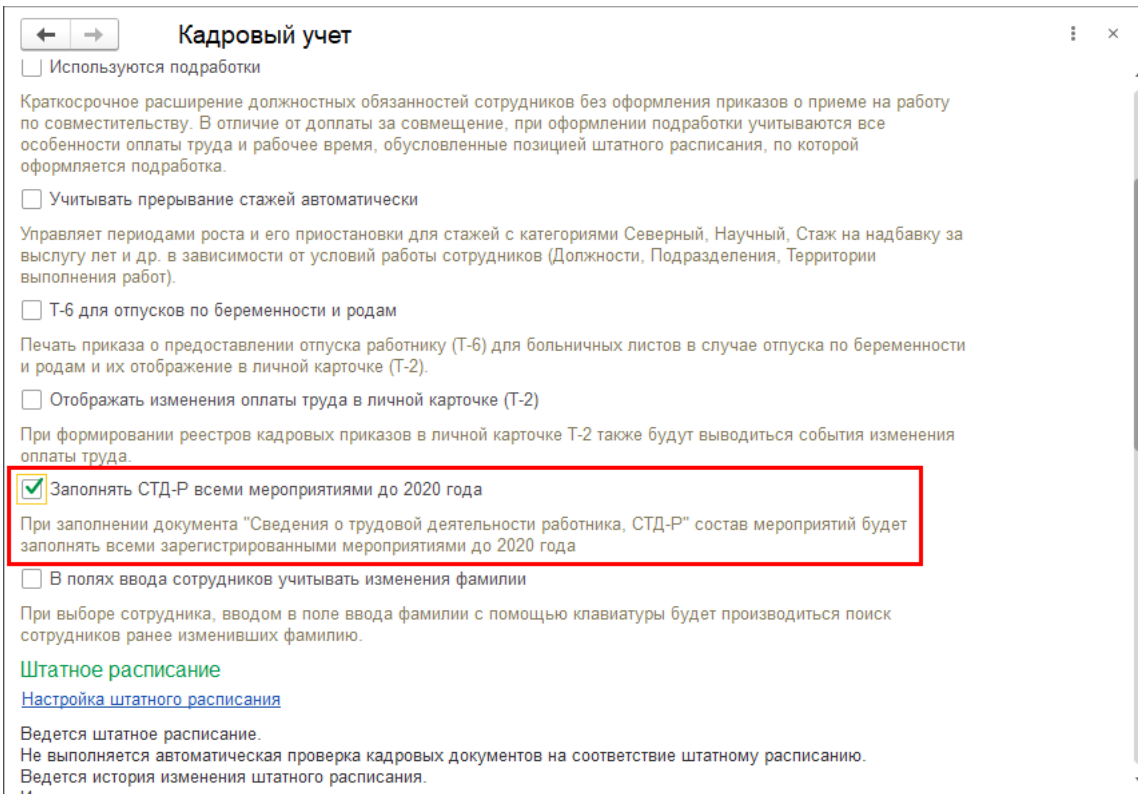 Кадровый учет
Используются подработки
Краткосрочное расширение должностных обязанностей сотрудников без оформления приказов о приеме на работу
по совместительству. В отличие от доплаты за совмещение, при оформлении подработки учитываются все
особенности оплаты труда и рабочее время, обусловленные позицией штатного расписания, по которой
оформляется подработка.
Учитывать прерывание стажей автоматически
Управляет периодами роста и его приостановки для стажей с категориями Северный, Научный, Стаж на надбавку за
выслугу лет и др. в зависимости от условий работы сотрудников (Должности, Подразделения, Территории
выполнения работ).
Т-6 для отпусков по беременности и родам
Печать приказа о предоставлении отпуска работнику (Т-6) для больничных листов в случае отпуска по беременности
и родам и их отображение в личной карточке (Т-2).
Отображать изменения оплаты труда в личной карточке (Т-2)
При формировании реестров кадровых приказов в личной карточке Т-2 также будут выводиться события изменения
оплаты труда.
Заполнять СТД-Р всеми мероприятиями до 2020 года
При заполнении документа "Сведения о трудовой деятельности работника, СТД-Р" состав мероприятий будет
заполнять всеми зарегистрированными мероприятиями до 2020 года
В полях ввода сотрудников учитывать изменения фамилии
При выборе сотрудника, вводом в поле ввода фамилии с помощью клавиатуры будет производиться поиск
сотрудников ранее изменивших фамилию.
Штатное расписание
Настройка штатного расписания
Ведется штатное расписание.
Не выполняется автоматическая проверка кадровых документов на соответствие штатному расписанию.
Ведется история изменения штатного расписания.